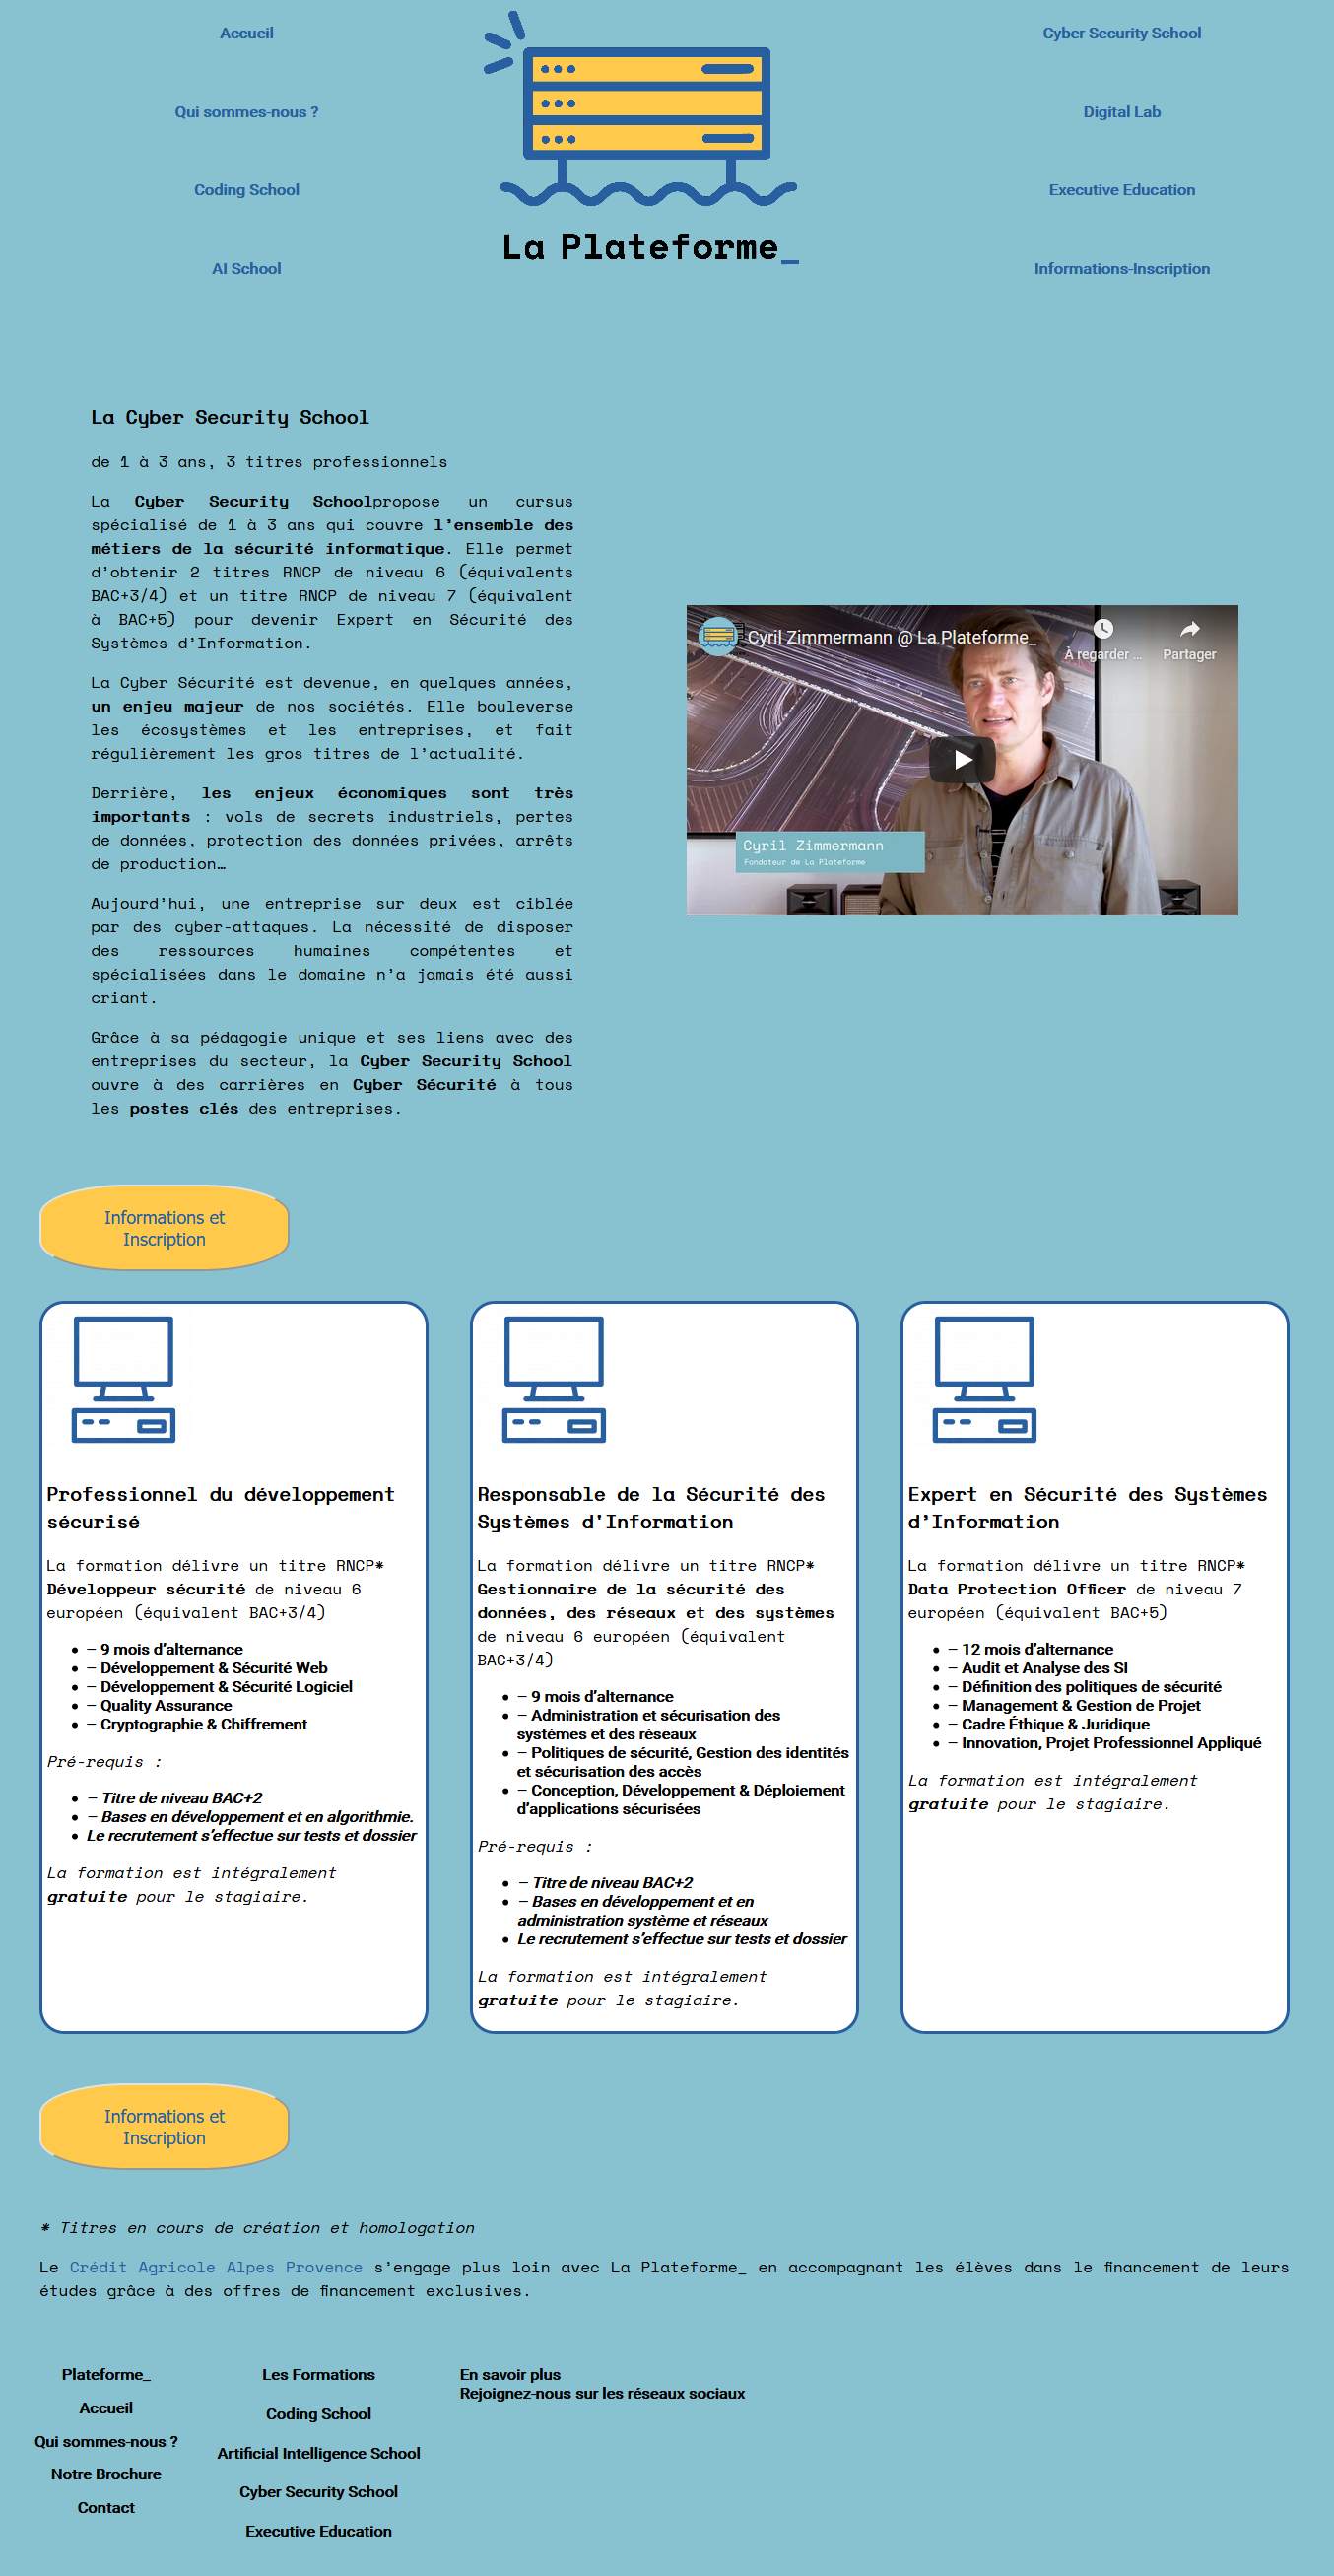 Accueil
Qui sommes-nous ?
Coding School
AI School
La Plateforme_
Cyber Security School
Digital Lab
Executive Education
Informations-Inscription
La Cyber Security School
de 1 à 3 ans, 3 titres professionnels
La Cyber Security Schoolpropose un cursus
spécialisé de 1 à 3 ans qui couvre l’ensemble des
métiers de la sécurité informatique. Elle permet
d’obtenir 2 titres RNCP de niveau 6 (équivalents
BAC+3/4) et un titre RNCP de niveau 7 (équivalent
à BAC+5) pour devenir Expert en Sécurité des
Systèmes d’Information.
La Cyber Sécurité est devenue, en quelques années,
un enjeu majeur de nos sociétés. Elle bouleverse
les écosystèmes et les entreprises, et fait
régulièrement les gros titres de l’actualité.
Derrière, les enjeux économiques sont très
importants : vols de secrets industriels, pertes
de données, protection des données privées, arrêts
de production…
Aujourd’hui, une entreprise sur deux est ciblée
par des cyber-attaques. La nécessité de disposer
des ressources humaines compétentes et
spécialisées dans le domaine n’a jamais été aussi
criant.
Grâce à sa pédagogie unique et ses liens avec des
entreprises du secteur, la Cyber Security School
ouvre à des carrières en Cyber Sécurité à tous
les postes clés des entreprises.
Cyril Zimmermann @ La Plateforme_
À regarder ...
Partager
Cyril Zimmermann
Fondateur de La Plateforme
Informations et
Inscription
Professionnel du développement
sécurisé
La formation délivre un titre RNCP*
Développeur sécurité de niveau 6
européen (équivalent BAC+3/4)
• – 9 mois d’alternance
• – Développement & Sécurité Web
• – Développement & Sécurité Logiciel
• – Quality Assurance
• – Cryptographie & Chiffrement
Pré-requis :
• – Titre de niveau BAC+2
• – Bases en développement et en algorithmie.
• Le recrutement s’effectue sur tests et dossier
La formation est intégralement
gratuite pour le stagiaire.
Responsable de la Sécurité des
Systèmes d'Information
La formation délivre un titre RNCP*
Gestionnaire de la sécurité des
données, des réseaux et des systèmes
de niveau 6 européen (équivalent
BAC+3/4)
• – 9 mois d’alternance
• – Administration et sécurisation des
systèmes et des réseaux
• – Politiques de sécurité, Gestion des identités
et sécurisation des accès
• – Conception, Développement & Déploiement
d’applications sécurisées
Pré-requis :
• – Titre de niveau BAC+2
• – Bases en développement et en
administration système et réseaux
• Le recrutement s’effectue sur tests et dossier
La formation est intégralement
gratuite pour le stagiaire.
Expert en Sécurité des Systèmes
d’Information
La formation délivre un titre RNCP*
Data Protection Officer de niveau 7
européen (équivalent BAC+5)
• – 12 mois d’alternance
• – Audit et Analyse des SI
• – Définition des politiques de sécurité
• – Management & Gestion de Projet
• – Cadre Éthique & Juridique
• – Innovation, Projet Professionnel Appliqué
La formation est intégralement
gratuite pour le stagiaire.
Informations et
Inscription
* Titres en cours de création et homologation
Le Crédit Agricole Alpes Provence s’engage plus loin avec La Plateforme_ en accompagnant les élèves dans le financement de leurs
études grâce à des offres de financement exclusives.
Plateforme_
Accueil
Qui sommes-nous ?
Notre Brochure
Contact
Les Formations
Coding School
Artificial Intelligence School
Cyber Security School
Executive Education
En savoir plus
Rejoignez-nous sur les réseaux sociaux